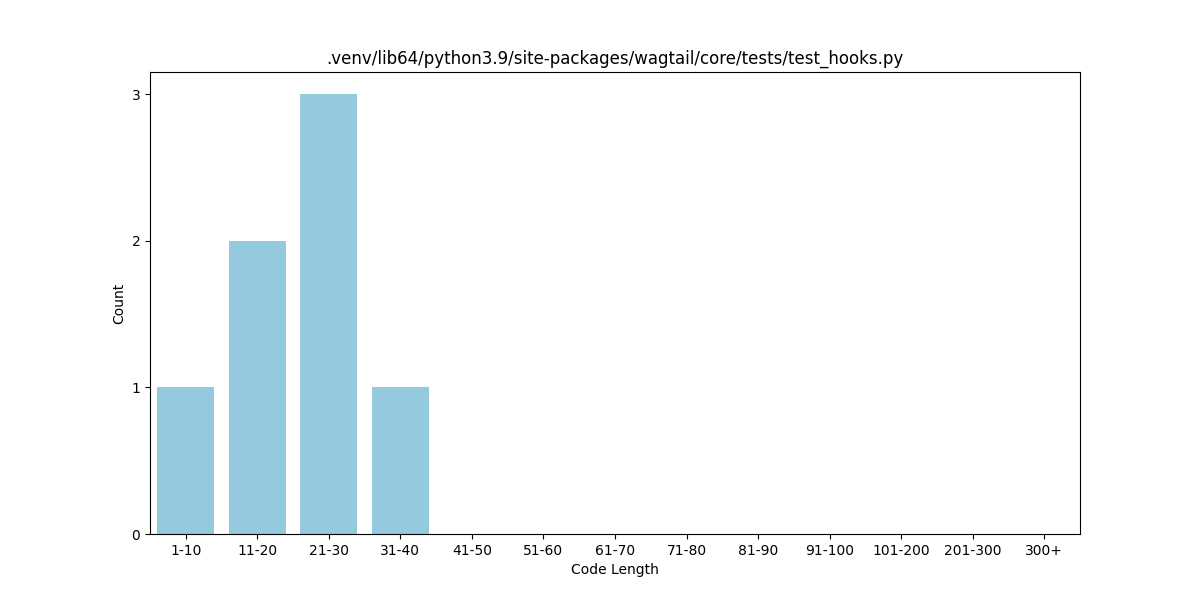 .venv/lib64/python3.9/site-packages/wagtail/core/tests/test_hooks.py
3
2
1
0
Count
1-10 11-20 21-30 31-40 41-50 51-60 61-70 71-80 81-90 91-100 101-200 201-300 300+
Code Length